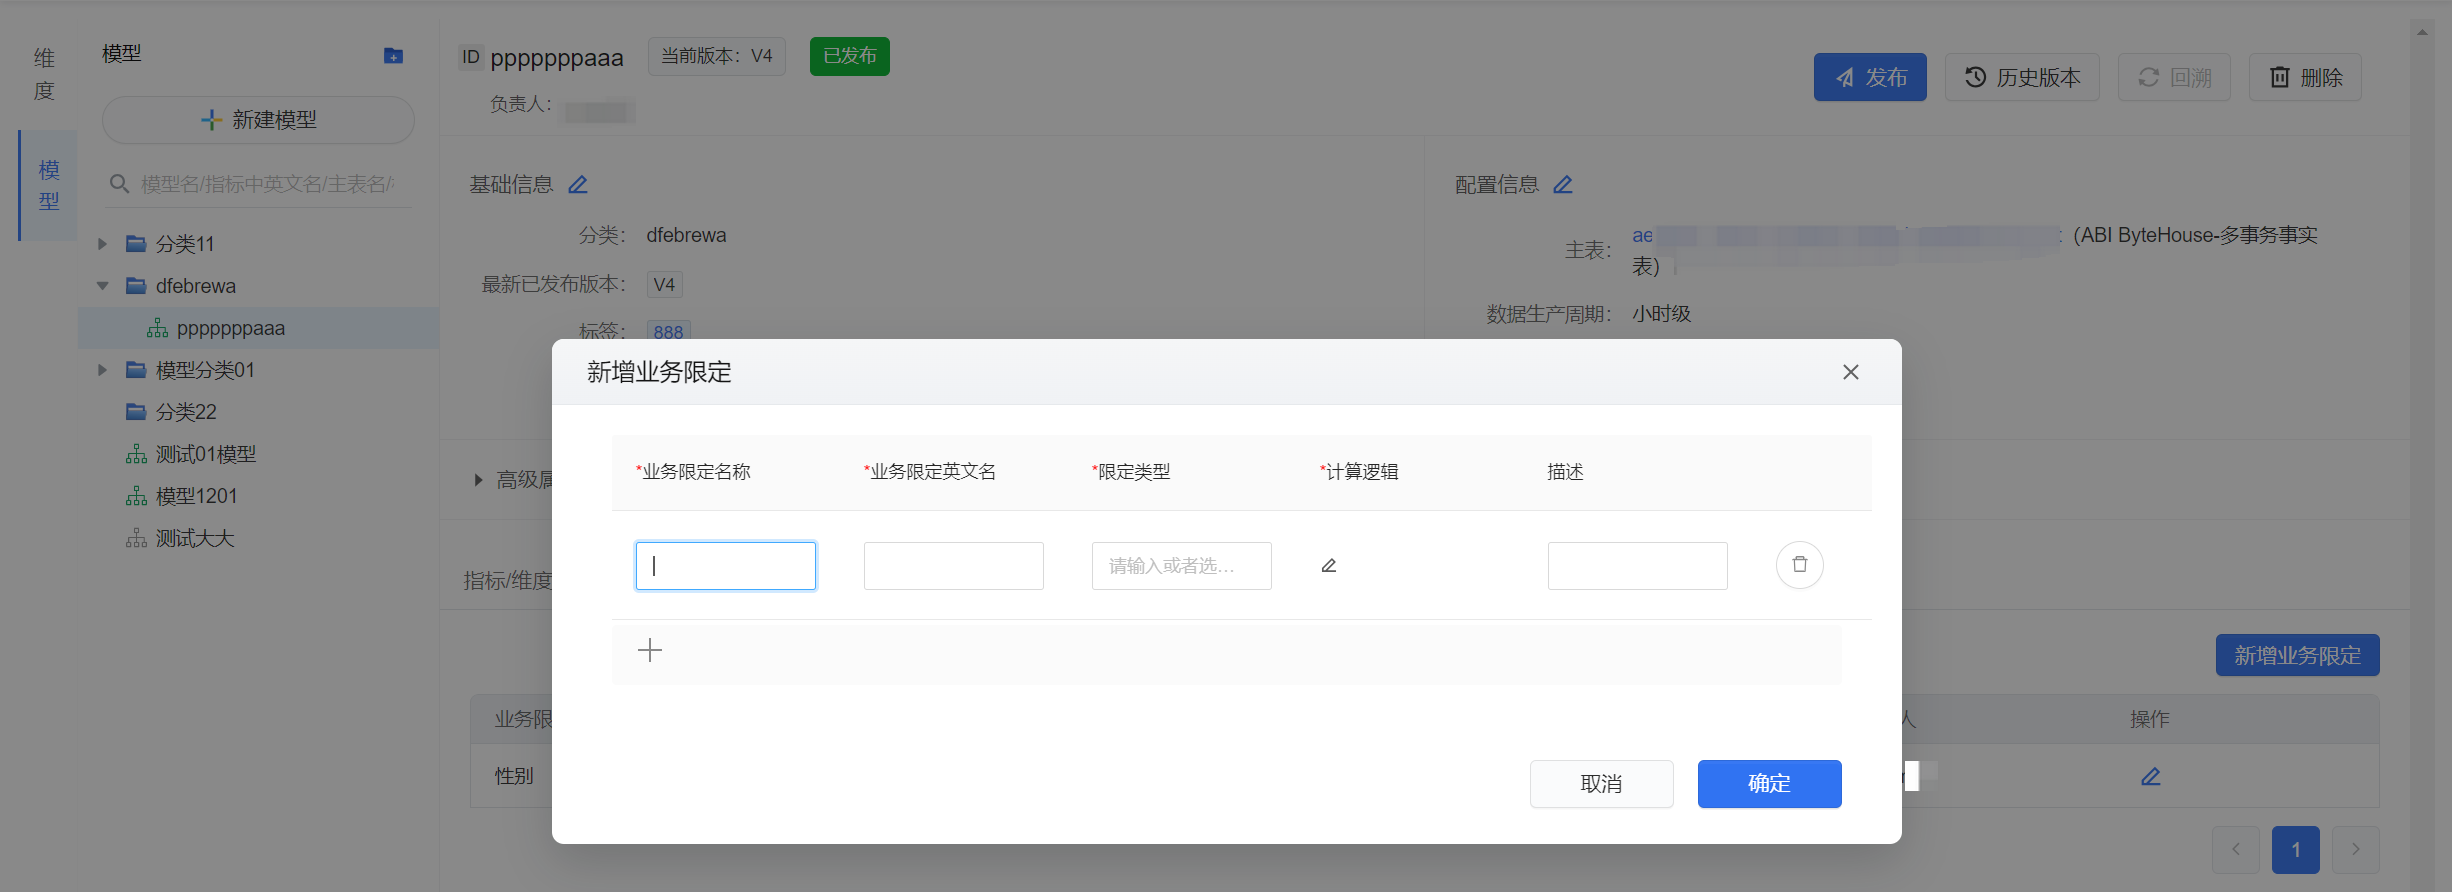 维度
模型
模型
新建模型
模型名/指标中英文名/主表名/
分类11
dfebrewa
pppppppaaa
模型分类01
分类22
测试01模型
模型1201
测试大大
ID pppppppaaa 当前版本：V4 已发布
负责人：
发布 历史版本 回溯 删除
基础信息
分类： dfebrewa
最新已发布版本： V4
标签： 888
配置信息
主表： ae (ABI ByteHouse-多事务事实
表)
数据生产周期： 小时级
高级属
指标/维度
新增业务限定
业务限 人 操作
性别
1
新增业务限定
*业务限定名称 *业务限定英文名 *限定类型 *计算逻辑 描述
请输入或者选...
取消 确定